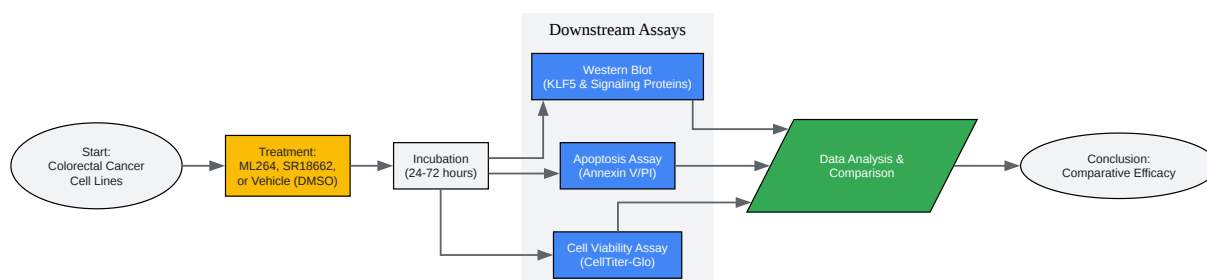 Start:
Colorectal Cancer
Cell Lines
Treatment:
ML264, SR18662,
or Vehicle (DMSO)
Incubation
(24-72 hours)
Downstream Assays
Western Blot
(KLF5 & Signaling Proteins)
Apoptosis Assay
(Annexin V/PI)
Cell Viability Assay
(CellTiter-Glo)
Data Analysis &
Comparison
Conclusion:
Comparative Efficacy